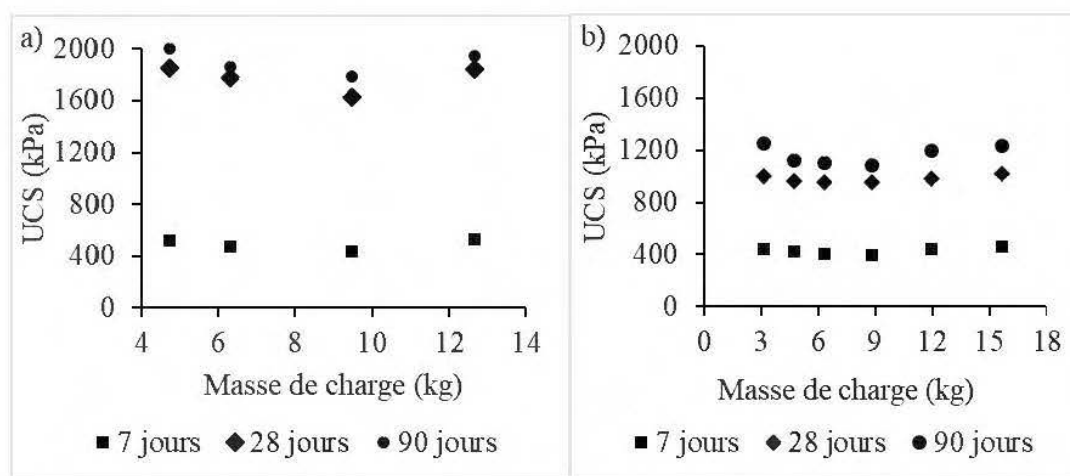 a)
2000
1600
1200
800
400
0
UCS (kPa)
4 6 8 10 12 14
Masse de charge (kg)
7 jours 28 jours 90 jours
b)
2000
1600
1200
800
400
0
UCS (kPa)
0 3 6 9 12 15 18
Masse de charge (kg)
7 jours 28 jours 90 jours